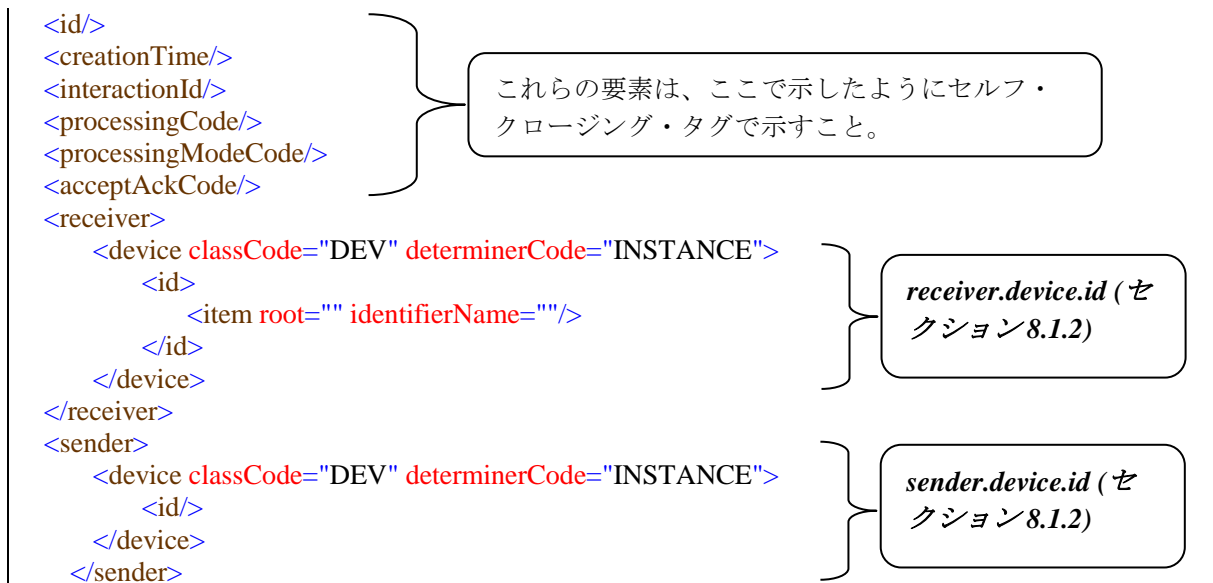 <id/>
<creationTime/>
<interactionId/>
<processingCode/>
<processingModeCode/>
<acceptAckCode/>
これらの要素は、ここで示したようにセルフ・
クロージング・タグで示すこと。
<receiver>
<device classCode="DEV" determinerCode="INSTANCE">
<id>
<item root="" identifierName=""/>
</id>
</device>
</receiver>
receiver.device.id (セ
クション 8.1.2)
<sender>
<device classCode="DEV" determinerCode="INSTANCE">
<id/>
</device>
</sender>
sender.device.id (セ
クション 8.1.2)